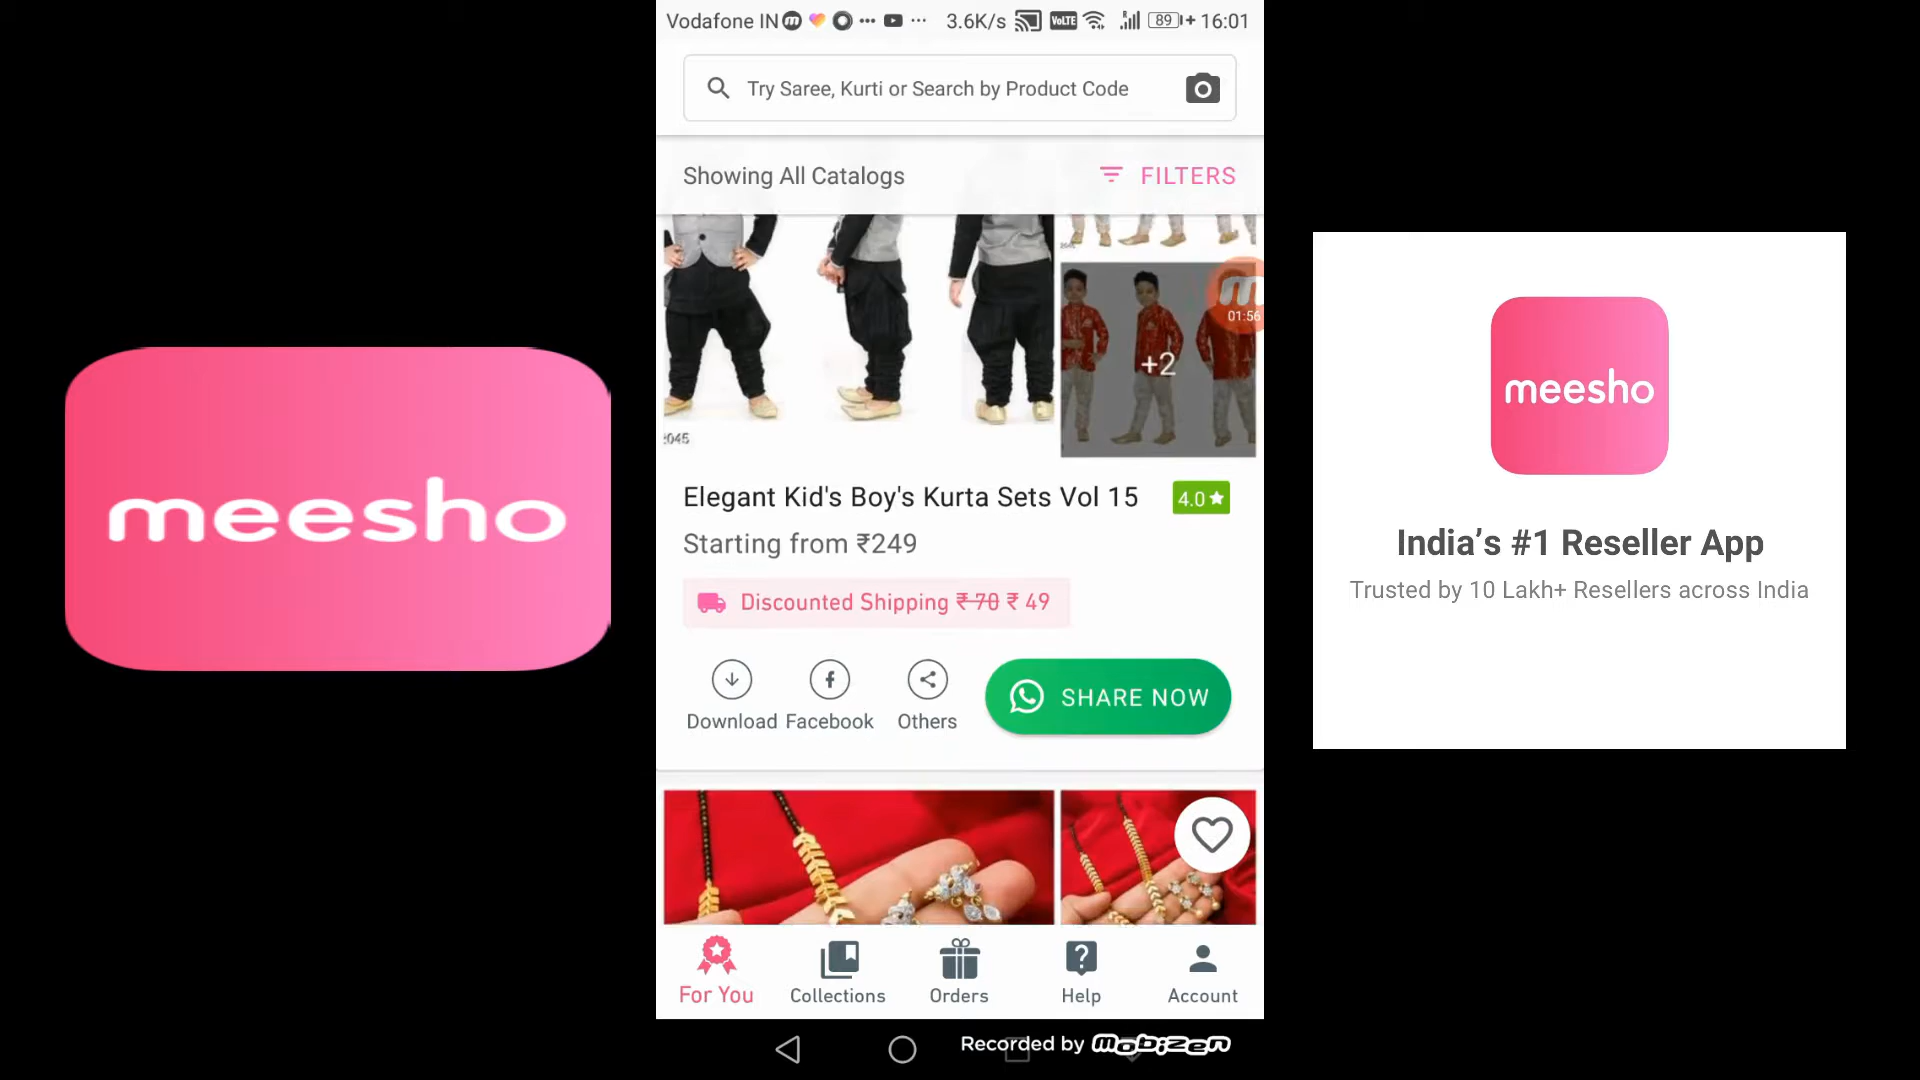 Vodafone IN 3.6K/s VoLTE 89 16:01
Try Saree, Kurti or Search by Product Code
Showing All Catalogs
FILTERS
2045
+2
01:56
2045
Elegant Kid's Boy's Kurta Sets Vol 15
4.0
Starting from ₹249
Discounted Shipping ₹ 70 ₹ 49
Download
Facebook
Others
SHARE NOW
For You
Collections
Orders
Help
Account
Recorded by Mobizen
meesho
meesho
India’s #1 Reseller App
Trusted by 10 Lakh+ Resellers across India